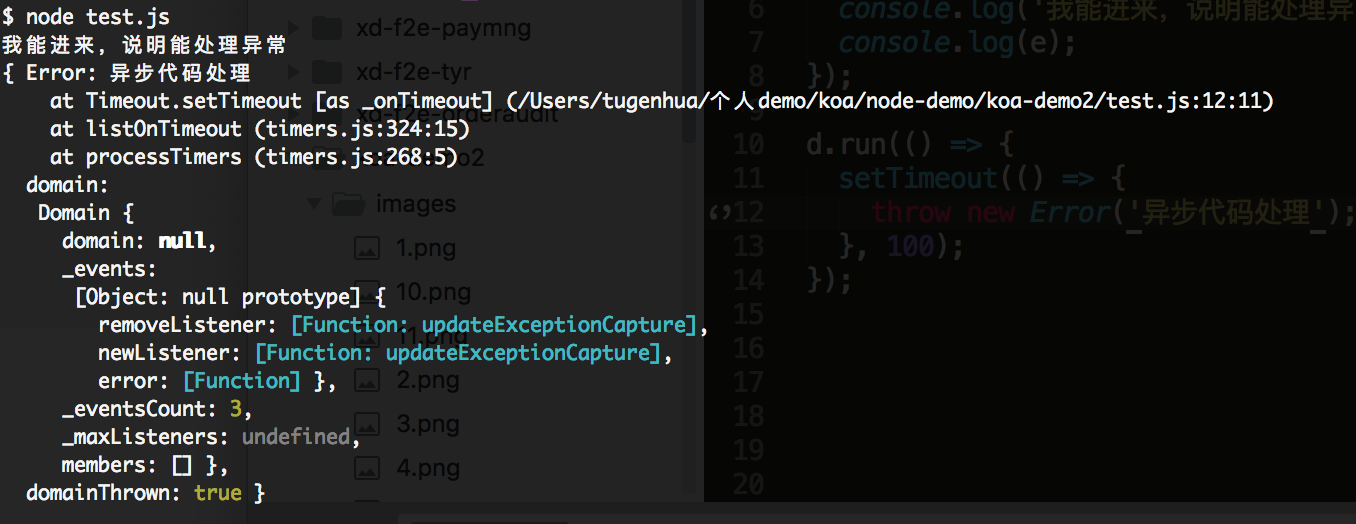 $ node test.js
我能进来，说明能处理异常
{ Error: 异步代码处理
at Timeout.setTimeout [as _onTimeout] (/Users/tugenhua/个人demo/koa/node-demo/koa-demo2/test.js:12:11)
at listOnTimeout (timers.js:324:15)
at processTimers (timers.js:268:5)
domain:
Domain {
domain: null,
_events:
[Object: null prototype] {
removeListener: [Function: updateExceptionCapture],
newListener: [Function: updateExceptionCapture],
error: [Function] },
_eventsCount: 3,
_maxListeners: undefined,
members: [] },
domainThrown: true }
xd-f2e-paymng
xd-f2e-tyr
xd-f2e-orderaudit
images
1.png
10.png
11.png
2.png
3.png
4.png
6 console.log('我能进来，说明能处理异
7 console.log(e);
8 });
10 d.run(() => {
11 setTimeout(() => {
12 throw new Error('异步代码处理');
13 }, 100);
14 });
15
16
17
18
19
20